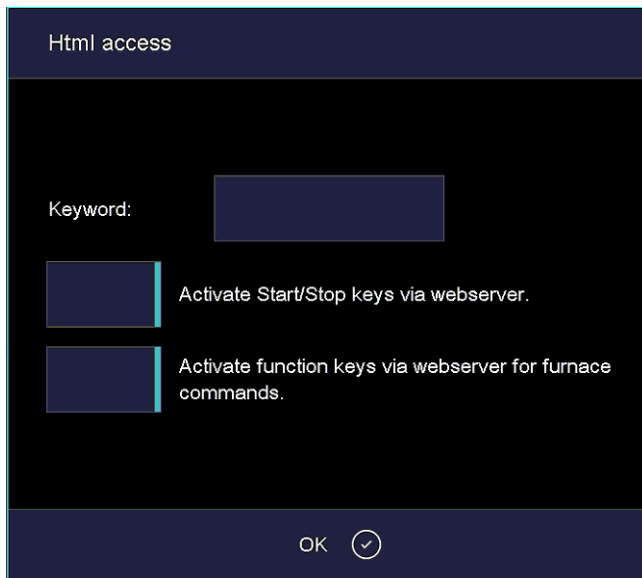 Html access
Keyword:
Activate Start/Stop keys via webserver.
Activate function keys via webserver for furnace
commands.
OK